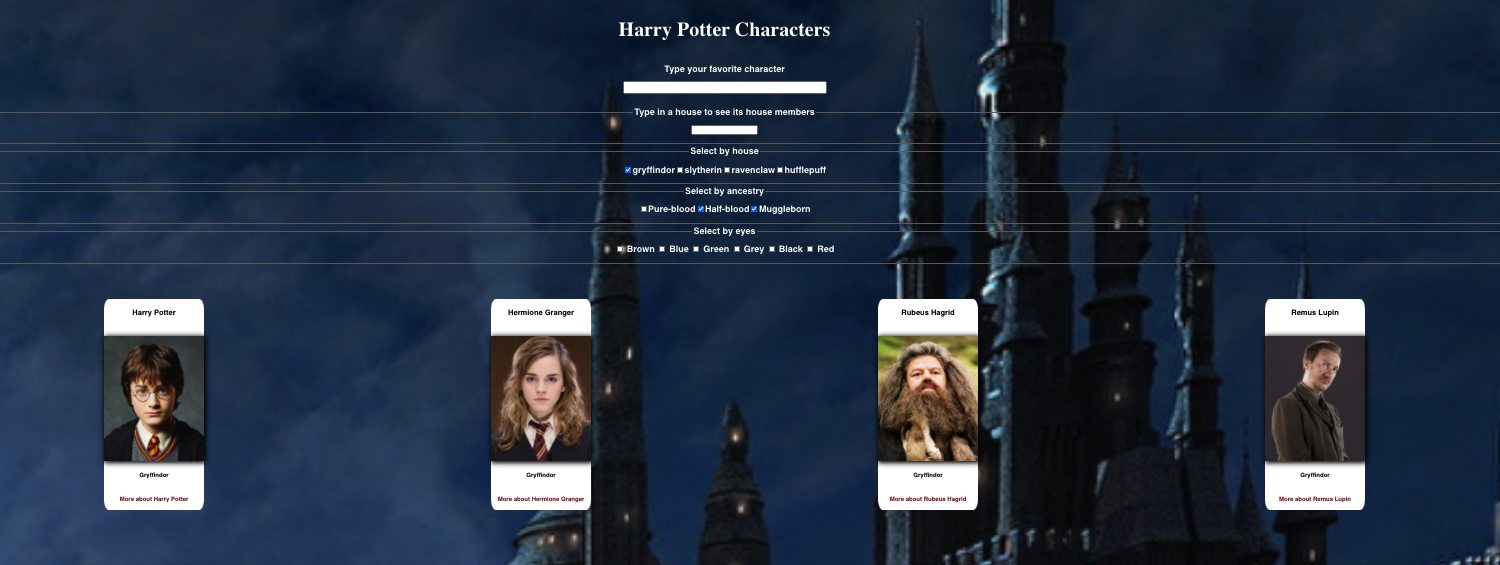 Harry Potter Characters
Type your favorite character
Type in a house to see its house members
Select by house
gryffindor slytherin ravenclaw hufflepuff
Select by ancestry
Pure-blood Half-blood Muggleborn
Select by eyes
Brown Blue Green Grey Black Red
Harry Potter
Gryffindor
More about Harry Potter
Hermione Granger
Gryffindor
More about Hermione Granger
Rubeus Hagrid
Gryffindor
More about Rubeus Hagrid
Remus Lupin
Gryffindor
More about Remus Lupin